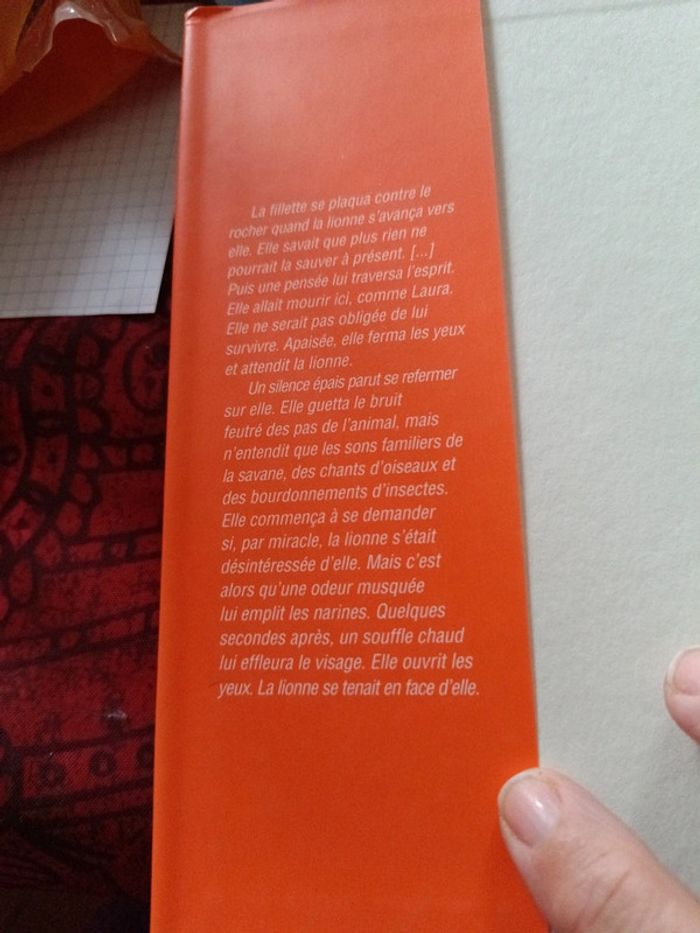 La fillette se plaqua contre le
rocher quand la lionne s'avança vers
elle. Elle savait que plus rien ne
pourrait la sauver à présent. [...]
Puis une pensée lui traversa l'esprit.
Elle allait mourir ici, comme Laura.
Elle ne serait pas obligée de lui
survivre. Apaisée, elle ferma les yeux
et attendit la lionne.
Un silence épais parut se refermer
sur elle. Elle guetta le bruit
feutré des pas de l'animal, mais
n'entendit que les sons familiers de
la savane, des chants d'oiseaux et
des bourdonnements d'insectes.
Elle commença à se demander
si, par miracle, la lionne s'était
désintéressée d'elle. Mais c'est
alors qu'une odeur musquée
lui emplit les narines. Quelques
secondes après, un souffle chaud
lui effleura le visage. Elle ouvrit les
yeux. La lionne se tenait en face d'elle.